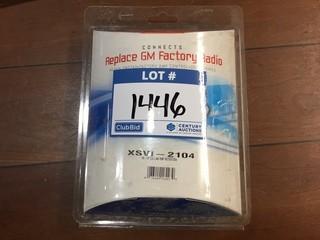 CONNECTS
Replace GM Factory Radio
LOT #
1446
ClubBid
CENTURY
AUCTIONS
XSVI - 2104